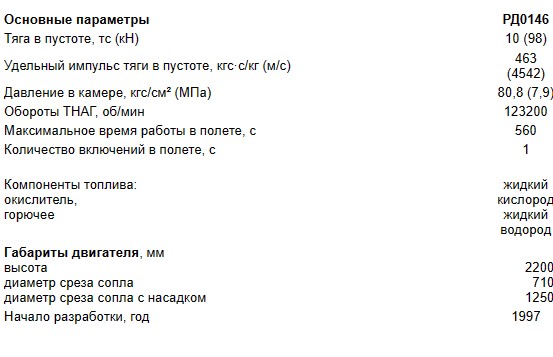 Основные параметры РД0146
Тяга в пустоте, тс (кН) 10 (98)
Удельный импульс тяги в пустоте, кгс·с/кг (м/с) 463
(4542)
Давление в камере, кгс/см² (МПа) 80,8 (7,9)
Обороты ТНАГ, об/мин 123200
Максимальное время работы в полете, с 560
Количество включений в полете, с 1
Компоненты топлива: жидкий
окислитель, кислород
горючее жидкий
водород
Габариты двигателя, мм
высота 2200
диаметр среза сопла 710
диаметр среза сопла с насадком 1250
Начало разработки, год 1997